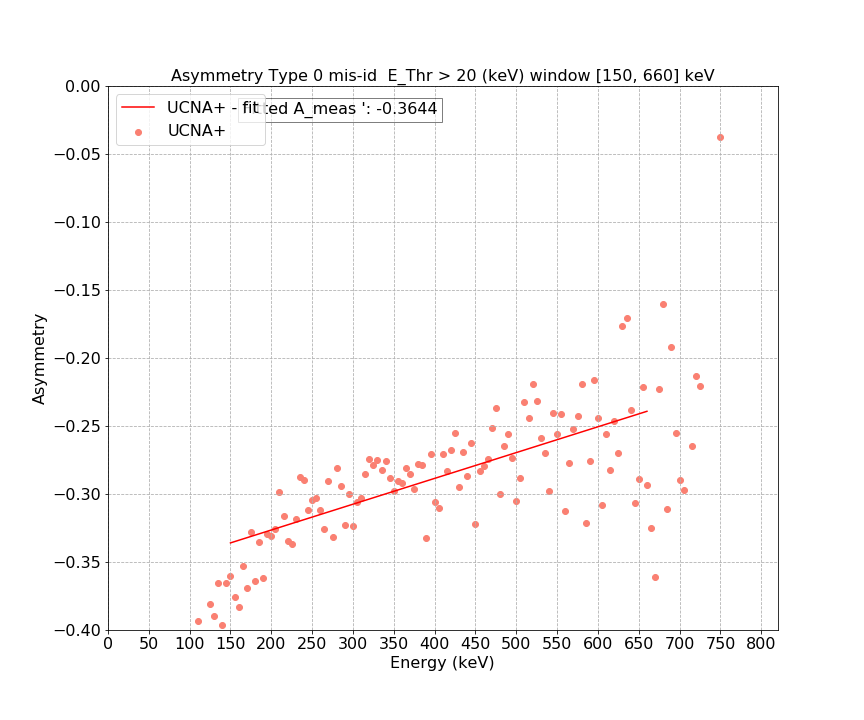 Asymmetry Type 0 mis-id  E_Thr > 20 (keV) window [150, 660] keV
UCNA+ - fit
tted A_meas ': -0.3644
UCNA+
0.00
−0.05
−0.10
−0.15
−0.20
−0.25
−0.30
−0.35
−0.40
Asymmetry
0 50 100 150 200 250 300 350 400 450 500 550 600 650 700 750 800
Energy (keV)